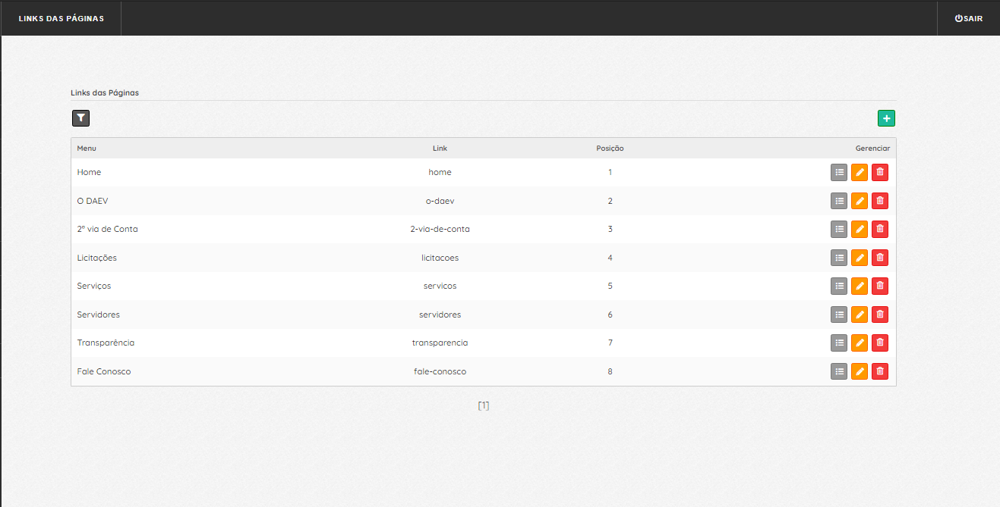 LINKS DAS PÁGINAS SAIR
Links das Páginas
Menu Link Posição Gerenciar
Home home 1
O DAEV o-daev 2
2ª via de Conta 2-via-de-conta 3
Licitações licitacoes 4
Serviços servicos 5
Servidores servidores 6
Transparência transparencia 7
Fale Conosco fale-conosco 8
[1]